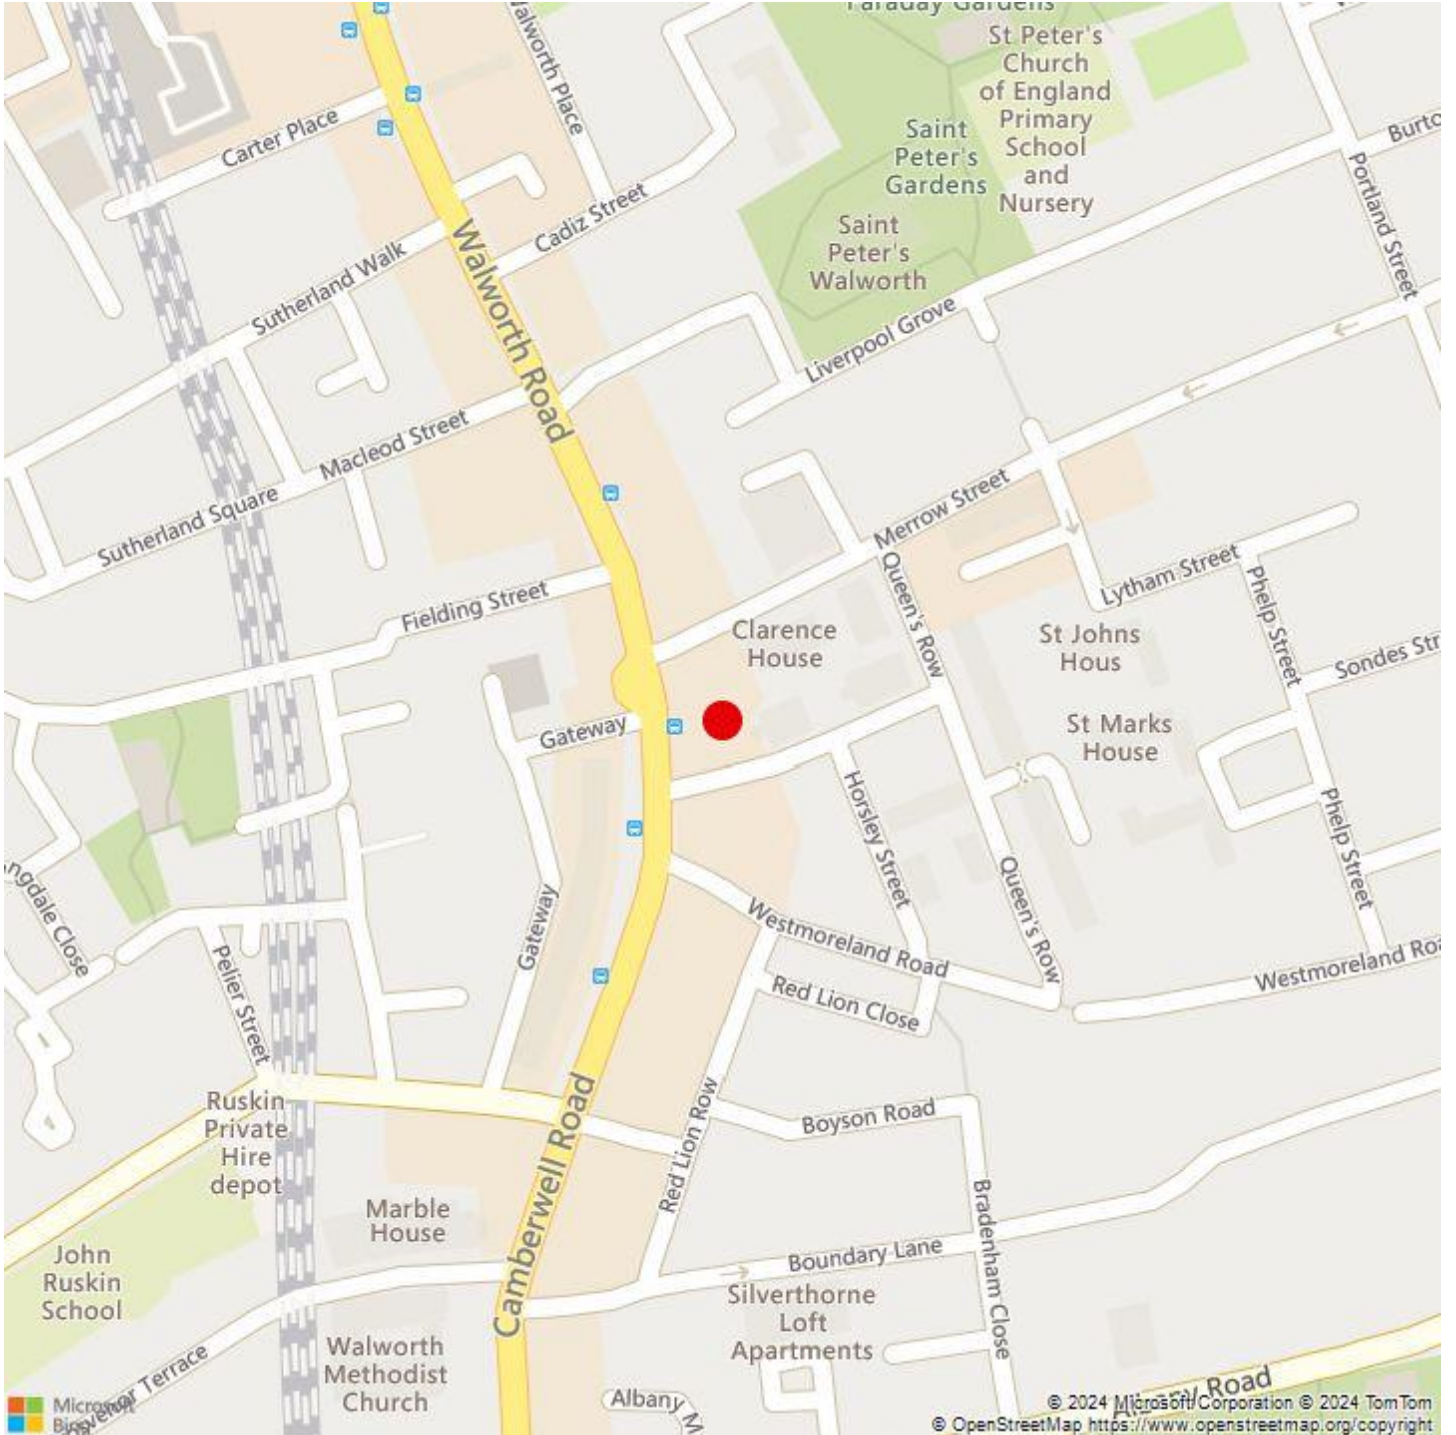 Faraday Gardens
St Peter's
Church
of England
Primary
School
and
Nursery
Walworth Place
Carter Place
Saint
Peter's
Gardens
Burto
Portland Street
Cadiz Street
Saint
Peter's
Walworth
Sutherland Walk
Walworth Road
Liverpool Grove
Macleod Street
Sutherland Square
Merrow Street
Queen's Row
Lytham Street
Phelp Street
Fielding Street
Clarence
House
St Johns
Hous
Sondes Str
Gateway
St Marks
House
Horsley Street
Phelp Street
ngdale Close
Gateway
Queen's Row
Westmoreland Road
Westmoreland Roa
Pelier Street
Red Lion Close
Ruskin
Private
Hire
depot
Camberwell Road
Red Lion Row
Boyson Road
Marble
House
Bradenham Close
John
Ruskin
School
Boundary Lane
Silverthorne
Loft
Apartments
Walworth
Methodist
Church
venor Terrace
Albany M
Albany Road
Microsoft
Bing
© 2024 Microsoft Corporation © 2024 TomTom
© OpenStreetMap https://www.openstreetmap.org/copyright